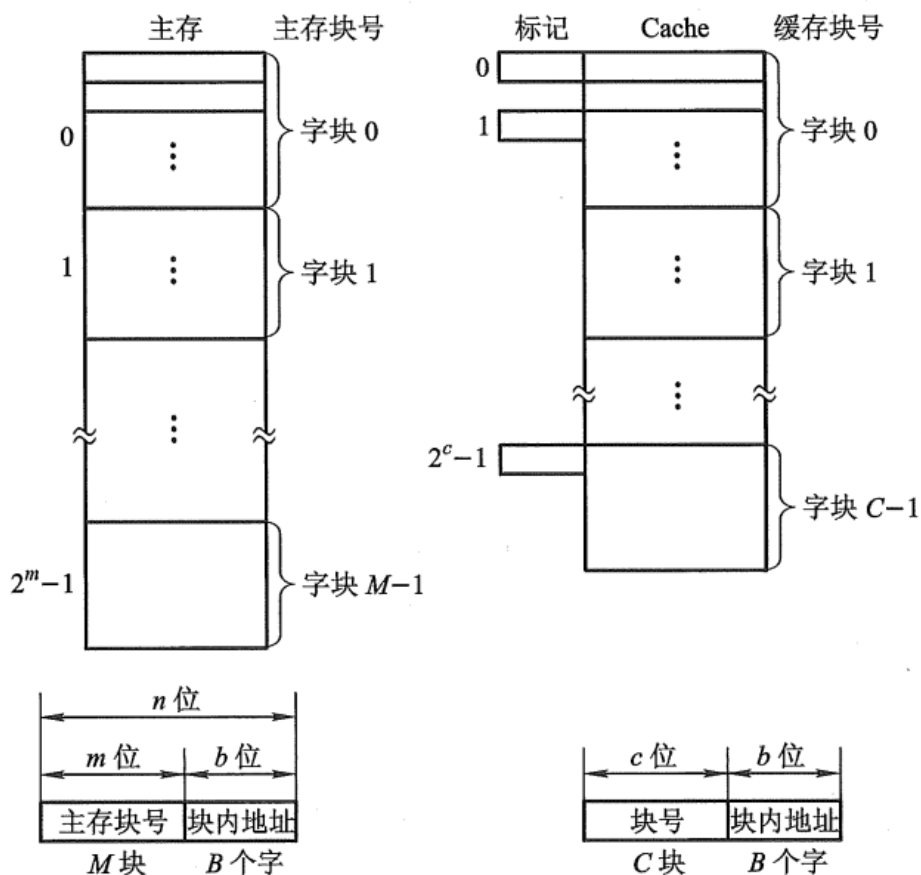 主存 主存块号 标记 Cache 缓存块号
0
字块 0
0
1
字块 0
1
字块 1
字块 1
2^c−1
字块 C−1
2^m−1
字块 M−1
n 位
m 位 b 位
主存块号 块内地址
M 块 B 个字
c 位 b 位
块号 块内地址
C 块 B 个字